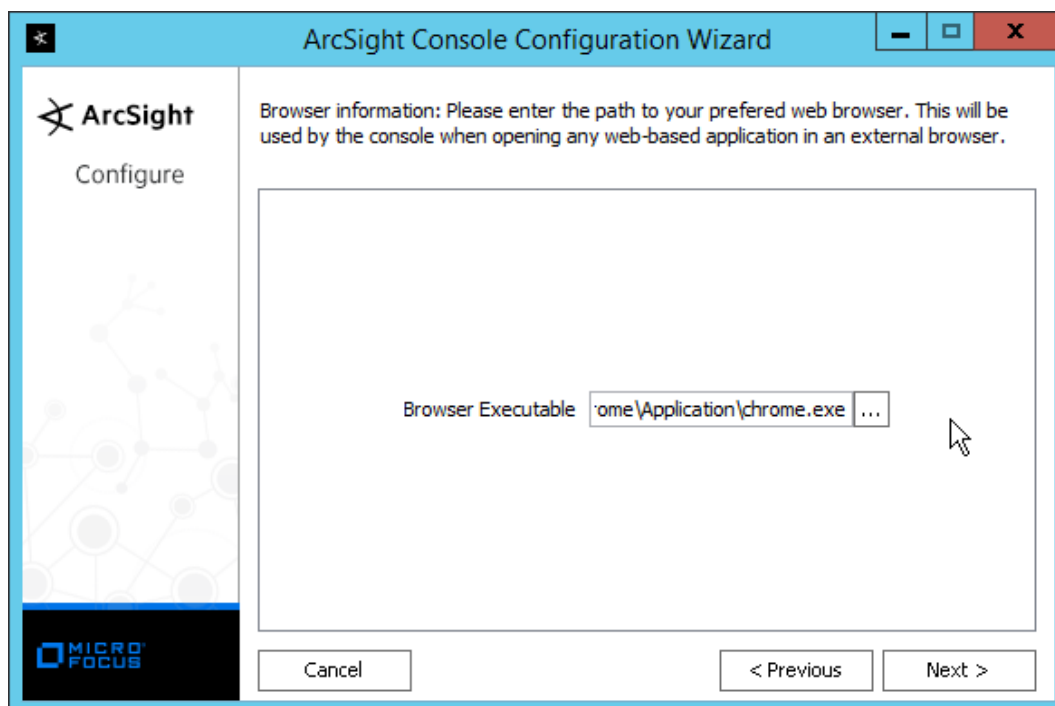 ArcSight Console Configuration Wizard
ArcSight
Configure
Browser information: Please enter the path to your prefered web browser. This will be
used by the console when opening any web-based application in an external browser.
Browser Executable
rome\Application\chrome.exe
...
MICRO
FOCUS
Cancel
< Previous
Next >